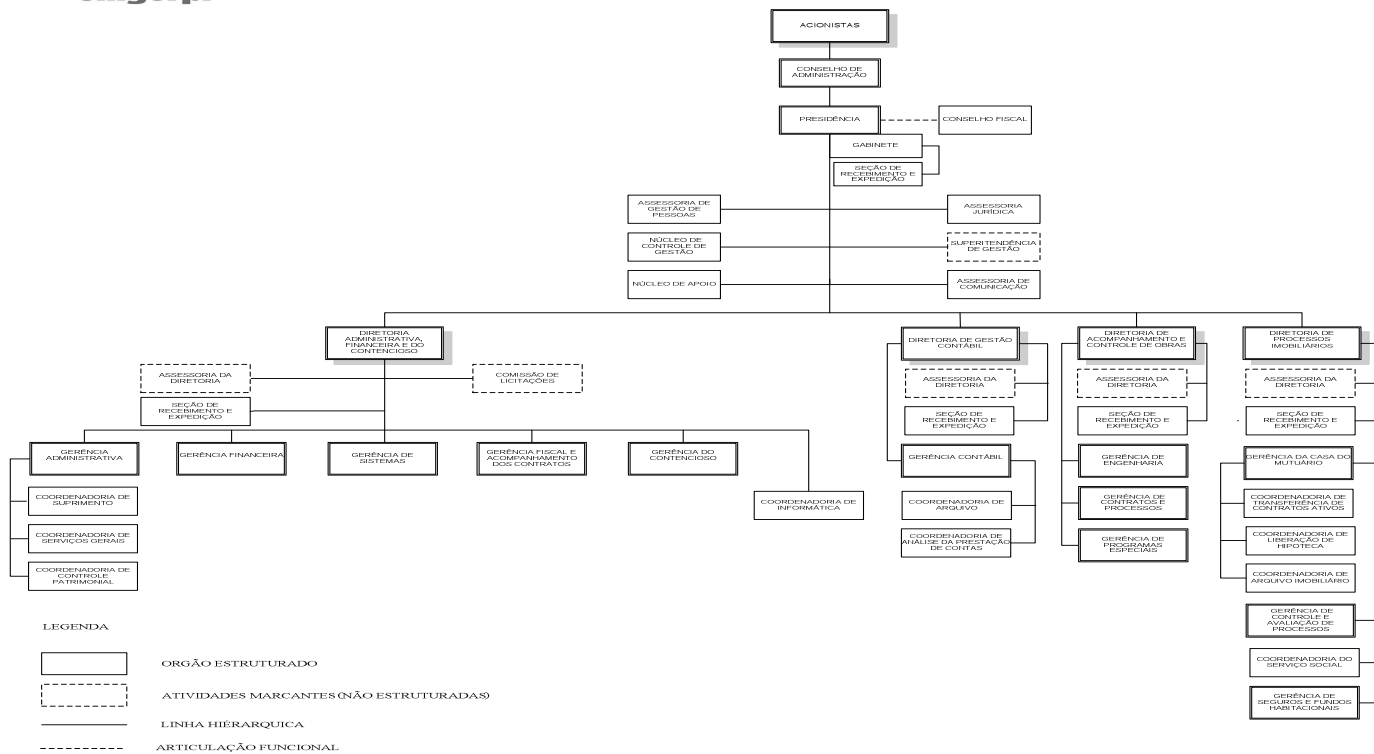 ACIONISTAS
CONSELHO DE
ADMINISTRAÇÃO
PRESIDÊNCIA
CONSELHO FISCAL
GABINETE
SEÇÃO DE
RECEBIMENTO E
EXPEDIÇÃO
ASSESSORIA DE
GESTÃO DE
PESSOAS
ASSESSORIA
JURÍDICA
NÚCLEO DE
CONTROLE DE
GESTÃO
SUPERITENDÊNCIA
DE GESTÃO
NÚCLEO DE APOIO
ASSESSORIA DE
COMUNICAÇÃO
DIRETORIA
ADMINISTRATIVA,
FINANCEIRA E DO
CONTENCIOSO
DIRETORIA DE GESTÃO
CONTÁBIL
DIRETORIA DE
ACOMPANHAMENTO E
CONTROLE DE OBRAS
DIRETORIA DE
PROCESSOS
IMOBILIÁRIOS
ASSESSORIA DA
DIRETORIA
COMISSÃO DE
LICITAÇÕES
ASSESSORIA DA
DIRETORIA
ASSESSORIA DA
DIRETORIA
ASSESSORIA DA
DIRETORIA
SEÇÃO DE
RECEBIMENTO E
EXPEDIÇÃO
SEÇÃO DE
RECEBIMENTO E
EXPEDIÇÃO
SEÇÃO DE
RECEBIMENTO E
EXPEDIÇÃO
SEÇÃO DE
RECEBIMENTO E
EXPEDIÇÃO
GERÊNCIA
ADMINISTRATIVA
GERÊNCIA FINANCEIRA
GERÊNCIA DE
SISTEMAS
GERÊNCIA FISCAL E
ACOMPANHAMENTO
DOS CONTRATOS
GERÊNCIA DO
CONTENCIOSO
GERÊNCIA CONTÁBIL
GERÊNCIA DE
ENGENHARIA
GERÊNCIA DA CASA DO
MUTUÁRIO
COORDENADORIA DE
SUPRIMENTO
COORDENADORIA DE
INFORMÁTICA
COORDENADORIA DE
ARQUIVO
GERÊNCIA DE
CONTRATOS E
PROCESSOS
COORDENADORIA DE
TRANSFERÊNCIA DE
CONTRATOS ATIVOS
COORDENADORIA DE
SERVIÇOS GERAIS
COORDENADORIA DE
ANÁLISE DA PRESTAÇÃO
DE CONTAS
GERÊNCIA DE
PROGRAMAS
ESPECIAIS
COORDENADORIA DE
LIBERAÇÃO DE
HIPOTECA
COORDENADORIA DE
CONTROLE
PATRIMONIAL
COORDENADORIA DE
ARQUIVO IMOBILIÁRIO
GERÊNCIA DE
CONTROLE E
AVALIAÇÃO DE
PROCESSOS
COORDENADORIA DO
SERVIÇO SOCIAL
GERÊNCIA DE
SEGUROS E FUNDOS
HABITACIONAIS
LEGENDA
ORGÃO ESTRUTURADO
ATIVIDADES MARCANTES (NÃO ESTRUTURADAS)
LINHA HIÉRARQUICA
ARTICULAÇÃO FUNCIONAL